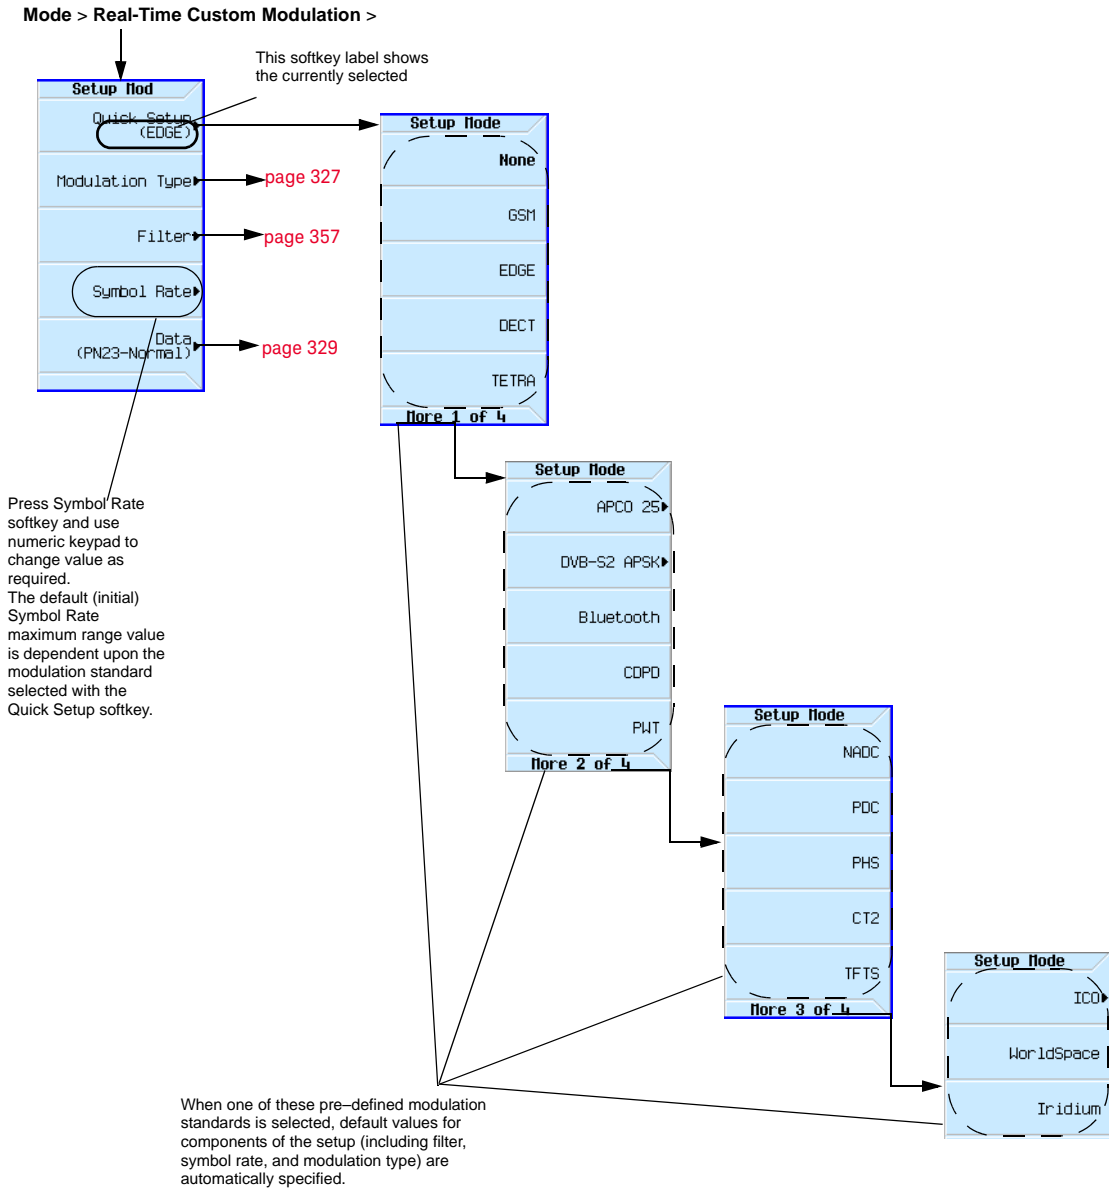 Mode > Real-Time Custom Modulation >
This softkey label shows
the currently selected
Setup Mod
Quick Setup
(EDGE)
Modulation Type
page 327
Filter
page 357
Symbol Rate
Data
(PN23-Normal)
page 329
Setup Mode
None
GSM
EDGE
DECT
TETRA
More 1 of 4
Press Symbol Rate
softkey and use
numeric keypad to
change value as
required.
The default (initial)
Symbol Rate
maximum range value
is dependent upon the
modulation standard
selected with the
Quick Setup softkey.
Setup Mode
APCO 25
DVB-S2 APSK
Bluetooth
CDPD
PWT
More 2 of 4
Setup Mode
NADC
PDC
PHS
CT2
TFTS
More 3 of 4
Setup Mode
ICO
WorldSpace
Iridium
When one of these pre–defined modulation
standards is selected, default values for
components of the setup (including filter,
symbol rate, and modulation type) are
automatically specified.